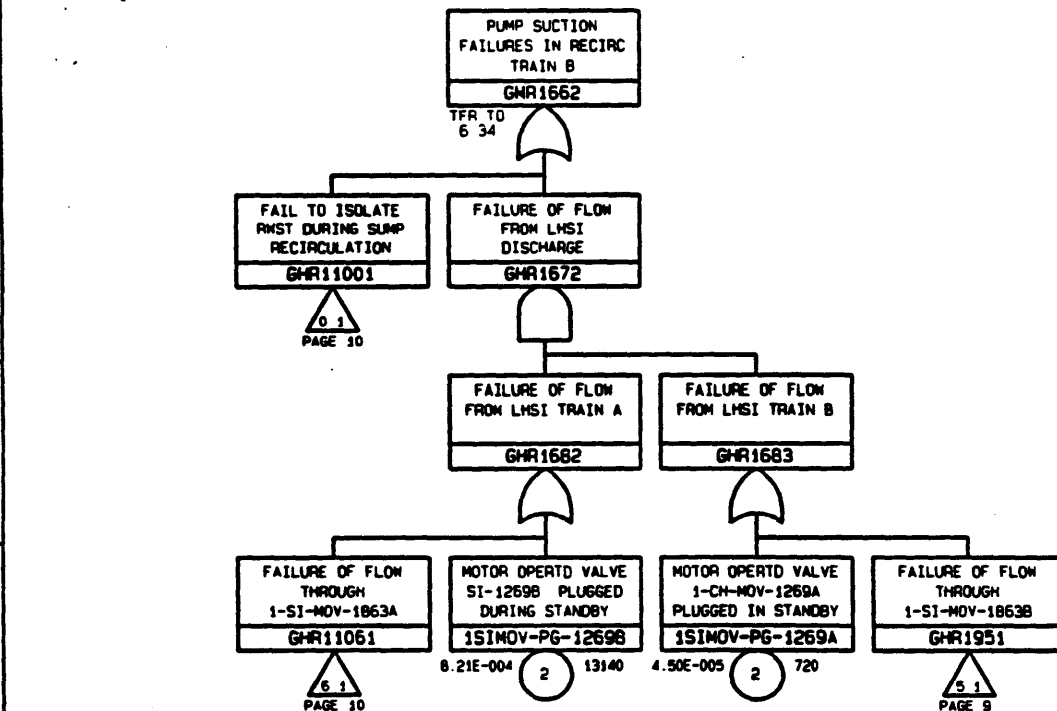 PUMP SUCTION
FAILURES IN RECIRC
TRAIN B
GHR1662
TFR TO
6 34
FAIL TO ISOLATE
RWST DURING SUMP
RECIRCULATION
GHR11001
0 1
PAGE 10
FAILURE OF FLOW
FROM LHSI
DISCHARGE
GHR1672
FAILURE OF FLOW
FROM LHSI TRAIN A
GHR1682
FAILURE OF FLOW
FROM LHSI TRAIN B
GHR1683
FAILURE OF FLOW
THROUGH
1-SI-MOV-1863A
GHR11061
6 1
PAGE 10
MOTOR OPERTD VALVE
SI-1269B PLUGGED
DURING STANDBY
1SIMOV-PG-1269B
8.21E-004
2
13140
MOTOR OPERTD VALVE
1-CH-MOV-1269A
PLUGGED IN STANDBY
1SIMOV-PG-1269A
4.50E-005
2
720
FAILURE OF FLOW
THROUGH
1-SI-MOV-1863B
GHR1951
5 1
PAGE 9